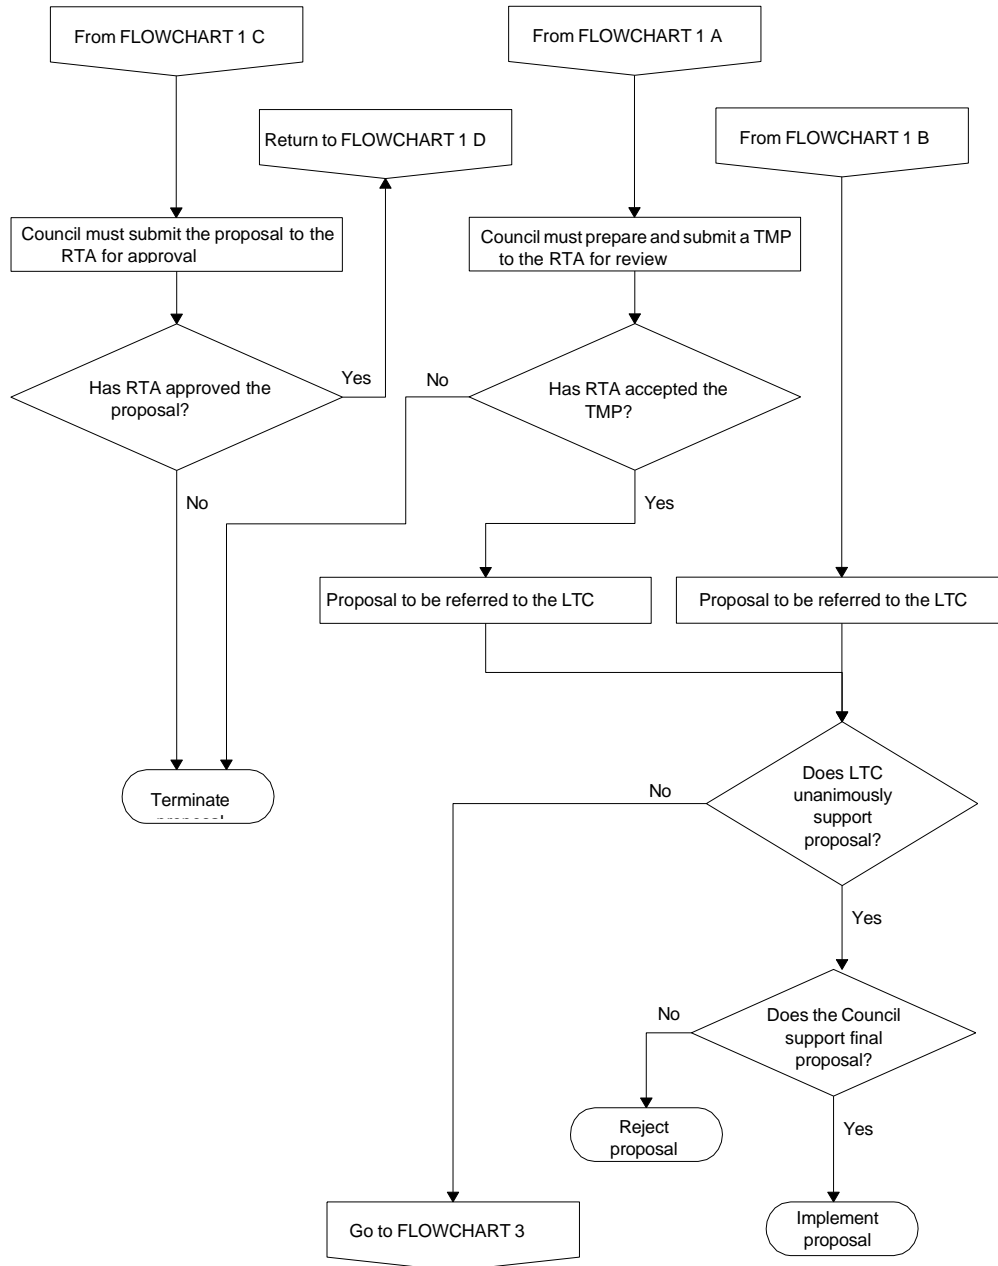 From FLOWCHART 1 C
From FLOWCHART 1 A
Return to FLOWCHART 1 D
From FLOWCHART 1 B
Council must submit the proposal to the
RTA for approval
Council must prepare and submit a TMP
to the RTA for review
Has RTA approved the
proposal?
Yes
No
Has RTA accepted the
TMP?
No
Yes
Proposal to be referred to the LTC
Proposal to be referred to the LTC
Terminate
proposal
Does LTC
unanimously
support
proposal?
No
Yes
Does the Council
support final
proposal?
No
Yes
Reject
proposal
Go to FLOWCHART 3
Implement
proposal